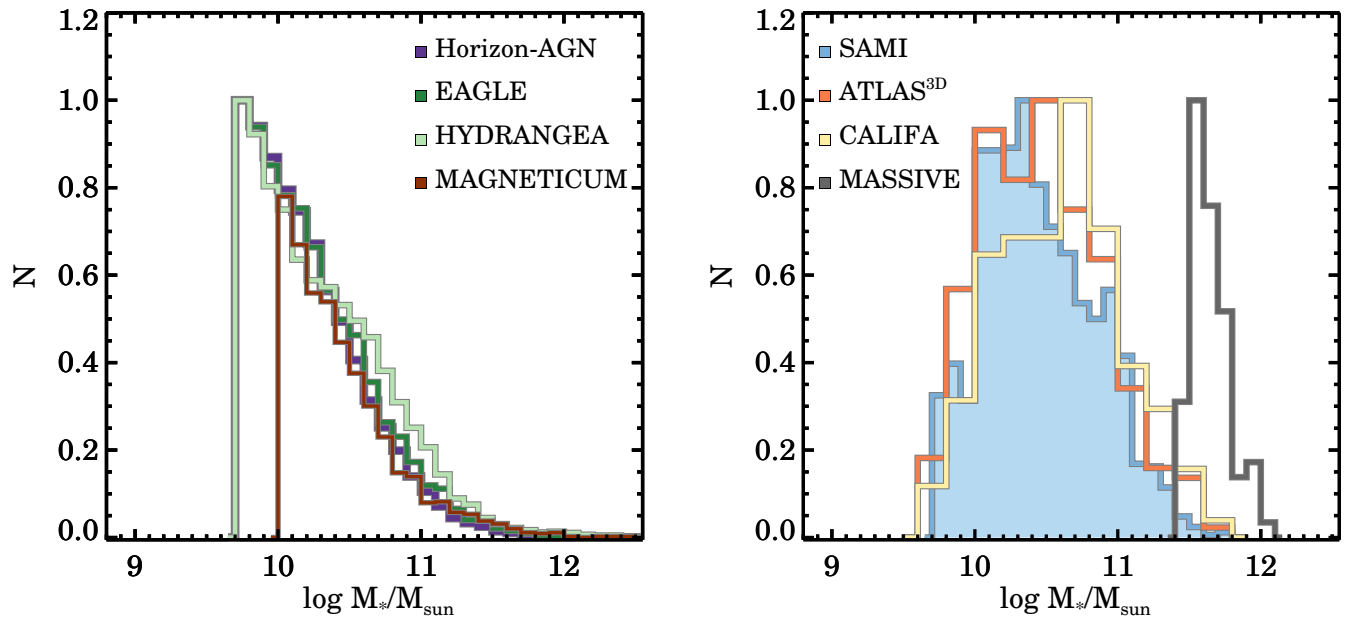 1.2
1.0
0.8
0.6
0.4
0.2
0.0
N
Horizon-AGN
EAGLE
HYDRANGEA
MAGNETICUM
9 10 11 12
log M*/Msun
1.2
1.0
0.8
0.6
0.4
0.2
0.0
N
SAMI
ATLAS3D
CALIFA
MASSIVE
9 10 11 12
log M*/Msun